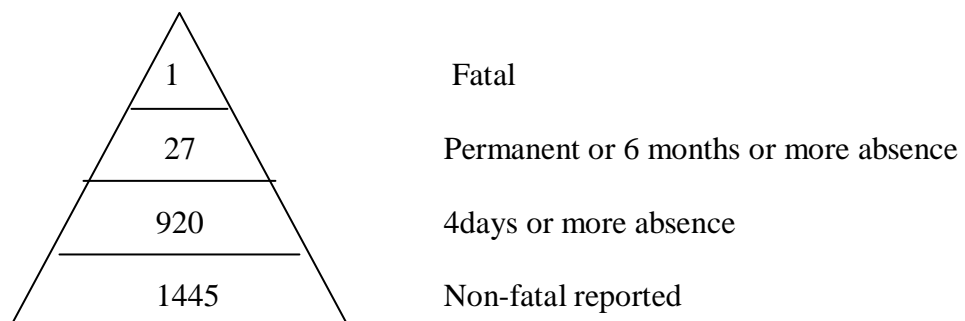 1 Fatal
27 Permanent or 6 months or more absence
920 4days or more absence
1445 Non-fatal reported